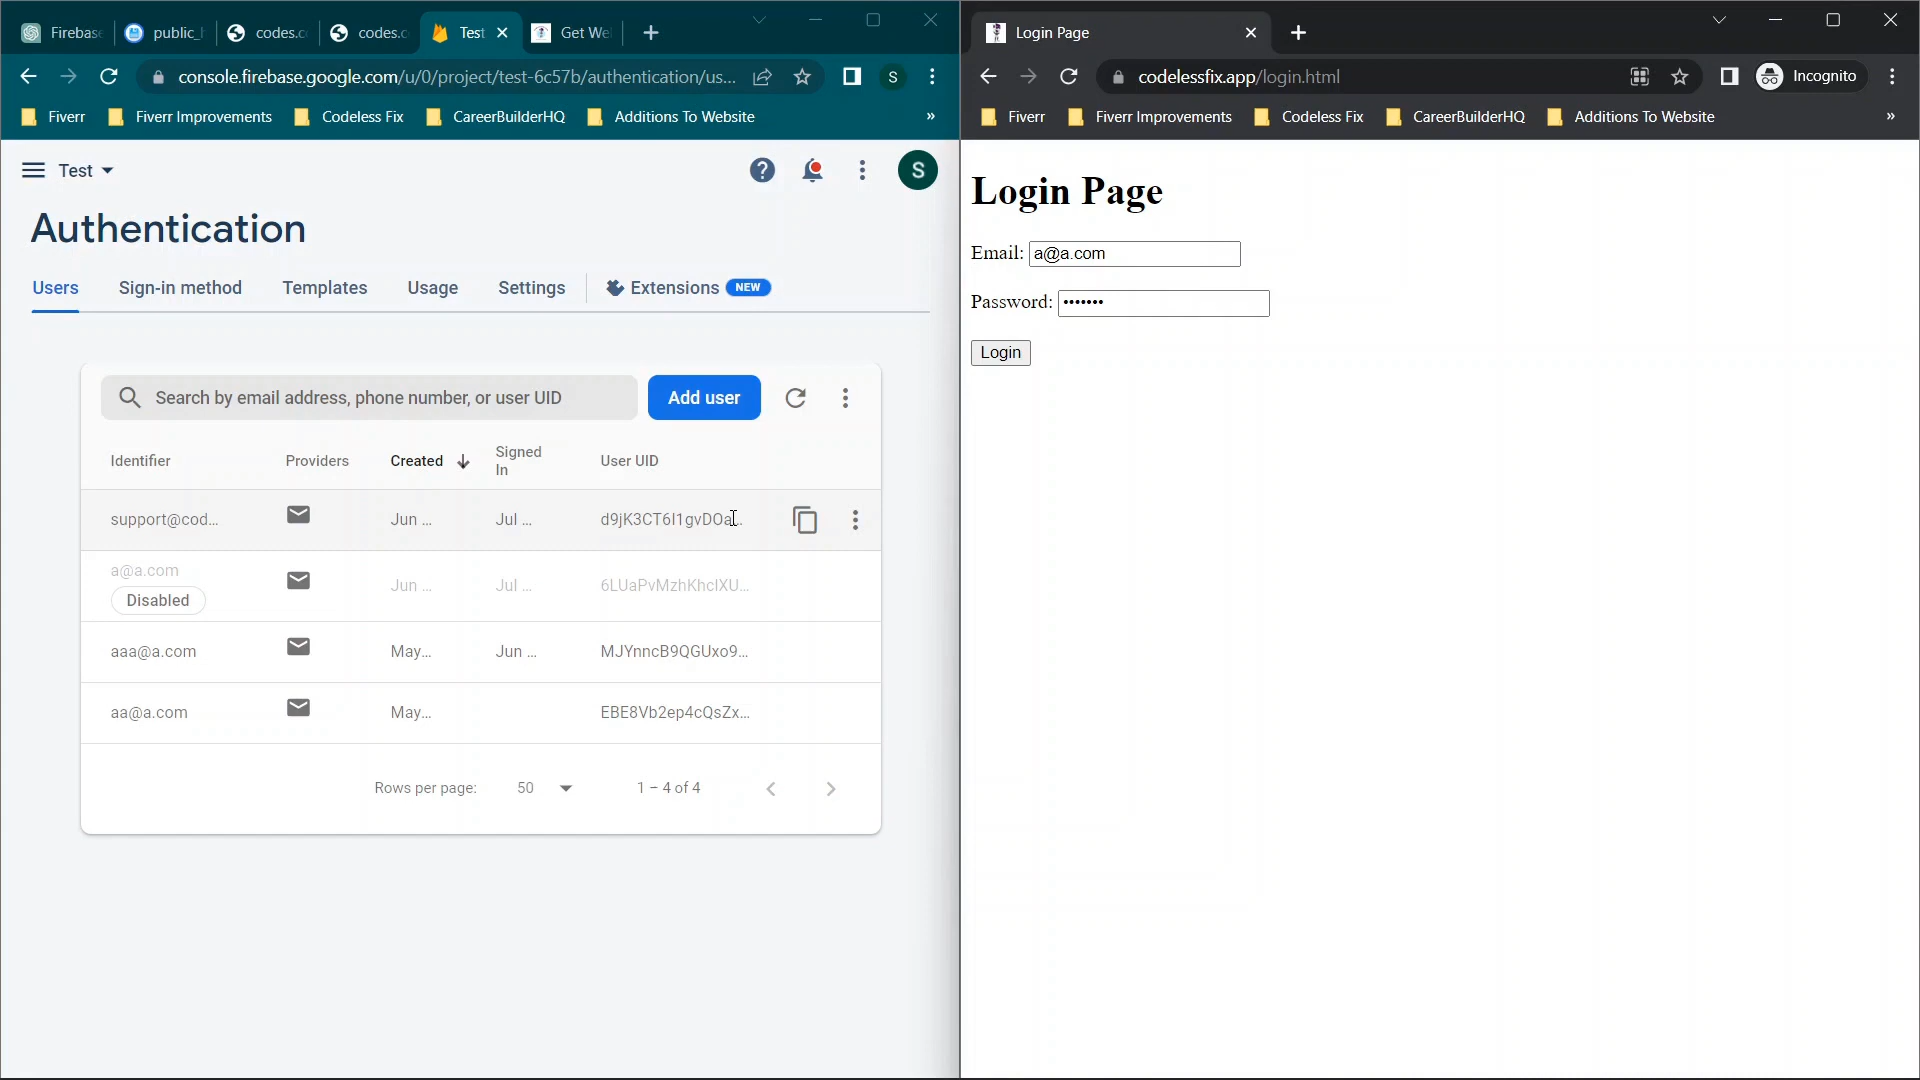 Firebase
public_h
codes.co
codes.co
Test
Get Wel
console.firebase.google.com/u/0/project/test-6c57b/authentication/us...
S
Fiverr
Fiverr Improvements
Codeless Fix
CareerBuilderHQ
Additions To Website
»
Test
S
Authentication
Users
Sign-in method
Templates
Usage
Settings
Extensions NEW
Search by email address, phone number, or user UID
Add user
Identifier Providers Created Signed In User UID
support@cod... Jun ... Jul ... d9jK3CT6I1gvDOa...
a@a.com Jun ... Jul ... 6LUaPvMzhKhcIXU...
Disabled
aaa@a.com May... Jun ... MJYnncB9QGUxo9...
aa@a.com May... EBE8Vb2ep4cQsZx...
Rows per page: 50 1 – 4 of 4
Login Page
codelessfix.app/login.html
Incognito
Fiverr
Fiverr Improvements
Codeless Fix
CareerBuilderHQ
Additions To Website
»
Login Page
Email: a@a.com
Password: •••••••
Login